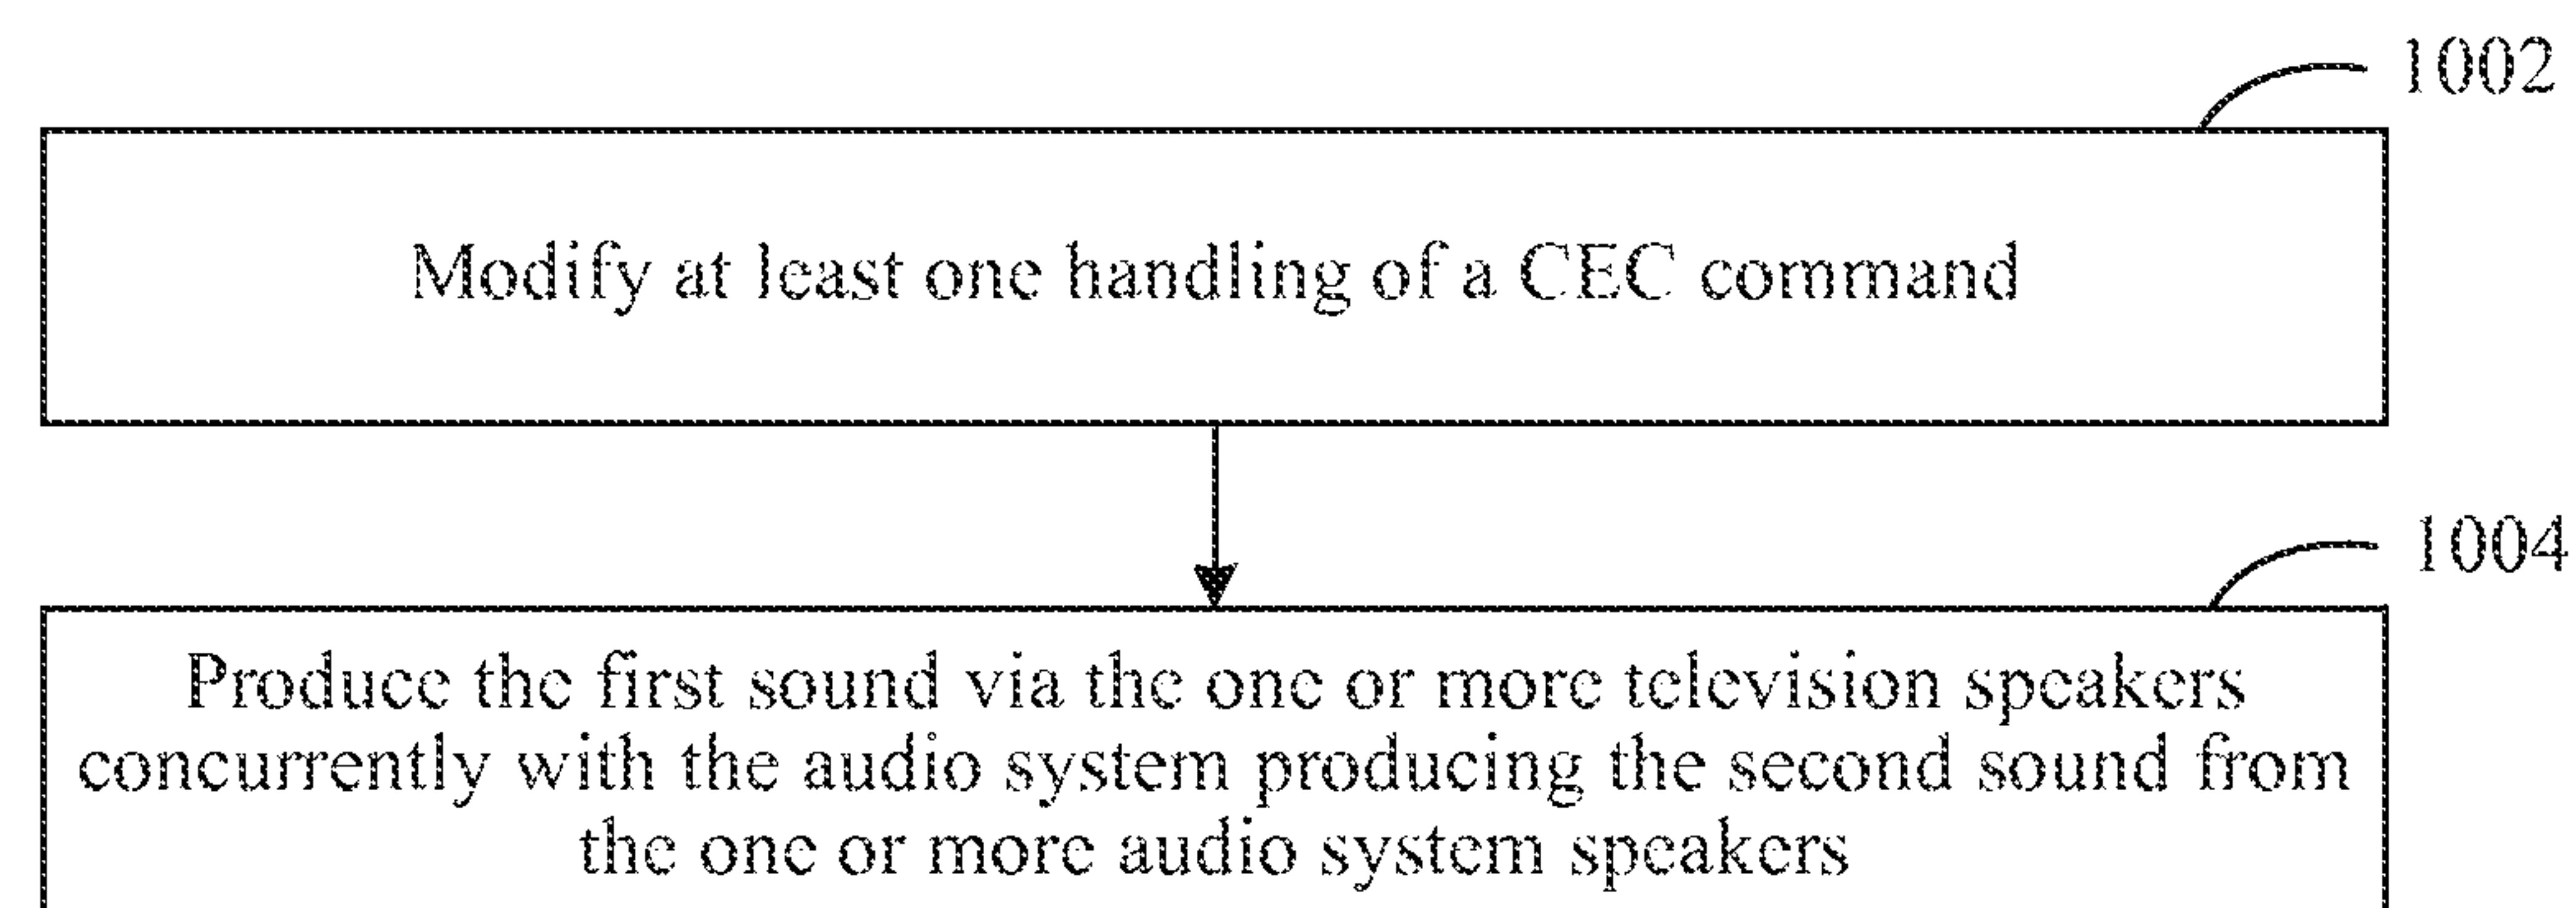 1002
Modify at least one handling of a CEC command
1004
Produce the first sound via the one or more television speakers
concurrently with the audio system producing the second sound from
the one or more audio system speakers